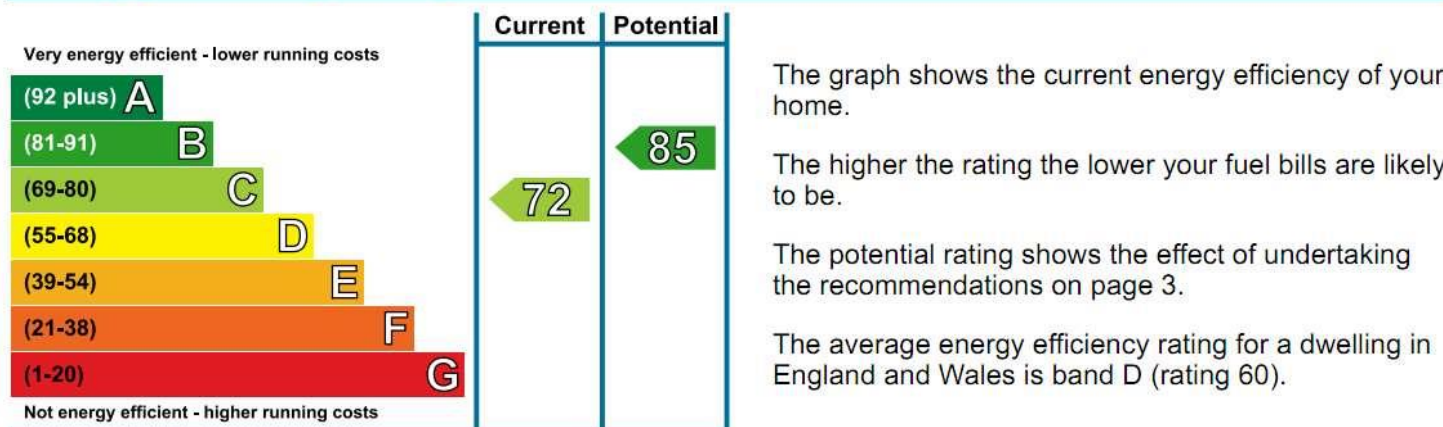 Current Potential
Very energy efficient - lower running costs
(92 plus) A
(81-91) B
(69-80) C
(55-68) D
(39-54) E
(21-38) F
(1-20) G
Not energy efficient - higher running costs
72
85
The graph shows the current energy efficiency of your
home.
The higher the rating the lower your fuel bills are likely
to be.
The potential rating shows the effect of undertaking
the recommendations on page 3.
The average energy efficiency rating for a dwelling in
England and Wales is band D (rating 60).